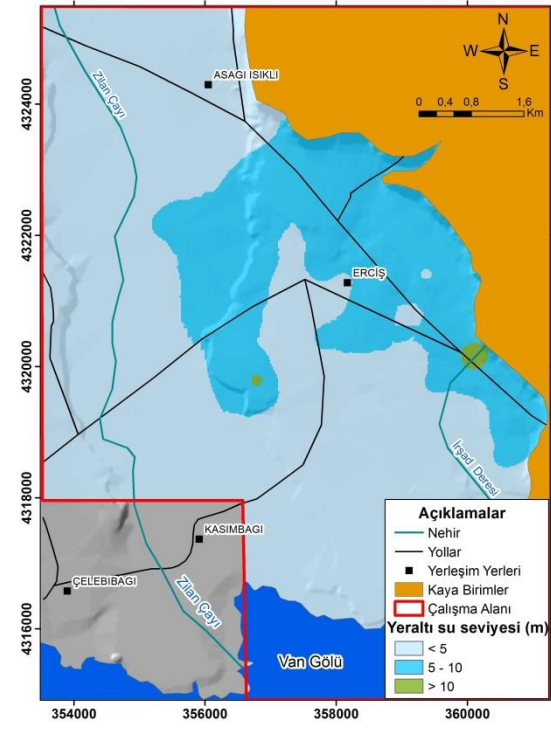 N
W E
S
0 0,4 0,8 1,6
Km
4324000
4322000
4320000
4318000
4316000
ASAGI ISIKLI
Zilan Çayı
ERCİŞ
İrşad Deresi
KASIMBAGI
ÇELEBIBAGI
Zilan Çayı
Van Gölü
Açıklamalar
Nehir
Yollar
Yerleşim Yerleri
Kaya Birimler
Çalışma Alanı
Yeraltı su seviyesi (m)
< 5
5 - 10
> 10
354000 356000 358000 360000